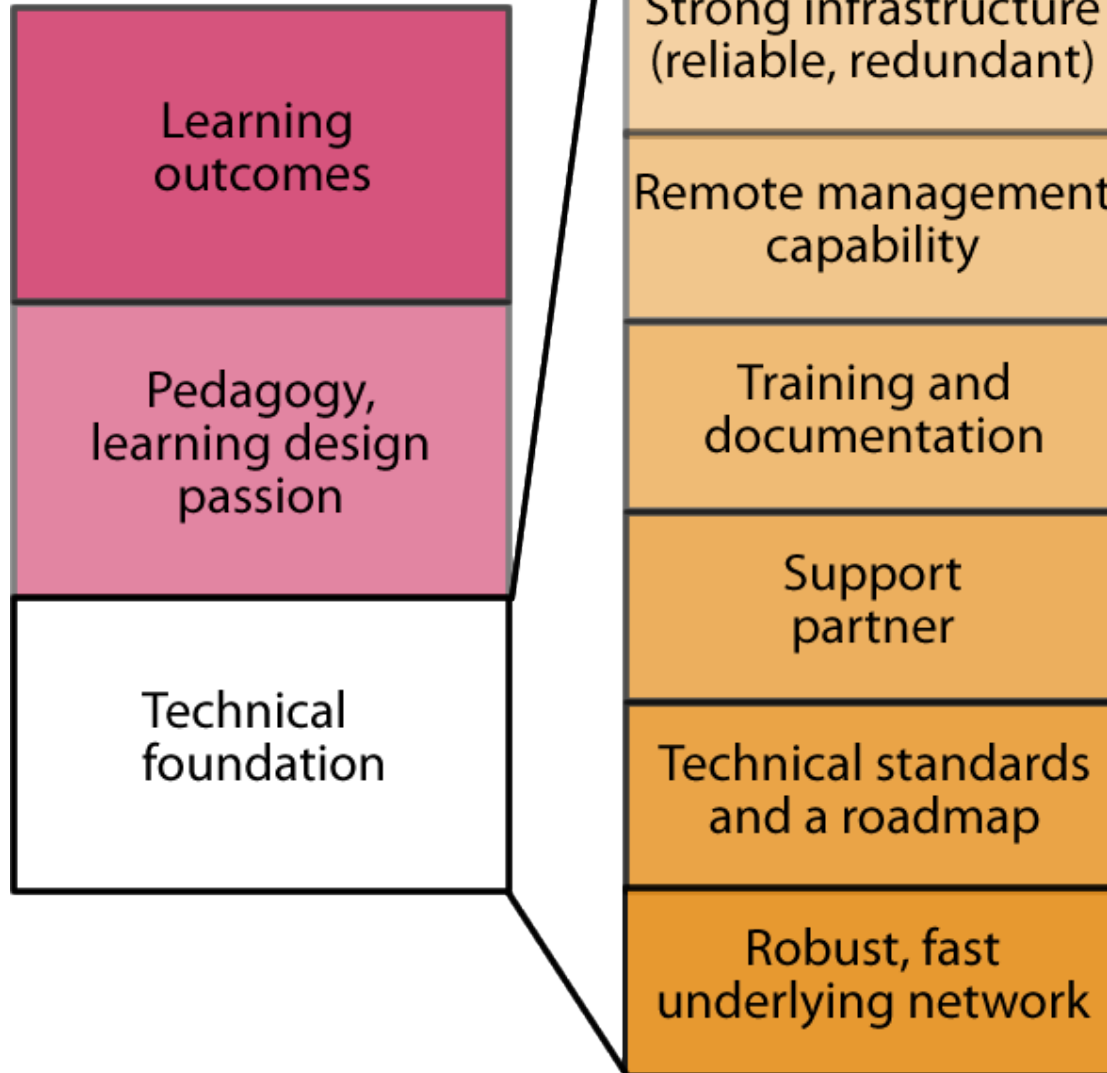 Learning
outcomes
Pedagogy,
learning design
passion
Technical
foundation
Strong infrastructure
(reliable, redundant)
Remote management
capability
Training and
documentation
Support
partner
Technical standards
and a roadmap
Robust, fast
underlying network